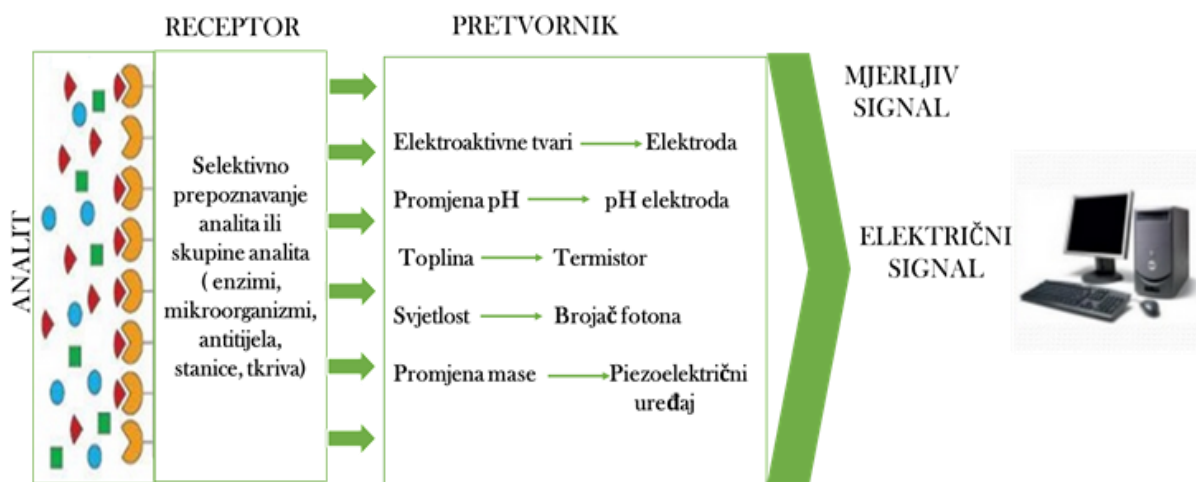 RECEPTOR
PRETVORNIK
ANALIT
Selektivno
prepoznavanje
analita ili
skupine analita
( enzimi,
mikroorganizmi,
antitijela,
stanice, tkriva)
Elektroaktivne tvari
Elektroda
Promjena pH
pH elektroda
Toplina
Termistor
Svjetlost
Brojač fotona
Promjena mase
Piezoelektrični
uređaj
MJERLJIV
SIGNAL
ELEKTRIČNI
SIGNAL